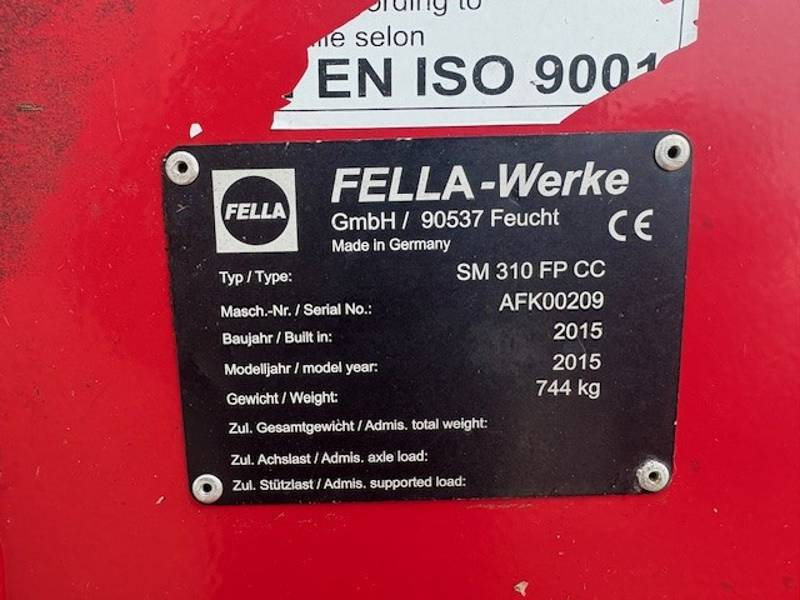 ording to
selon
EN ISO 9001
FELLA
FELLA-Werke
GmbH / 90537 Feucht
Made in Germany
CE
Typ / Type: SM 310 FP CC
Masch.-Nr. / Serial No.: AFK00209
Baujahr / Built in: 2015
Modelljahr / model year: 2015
Gewicht / Weight: 744 kg
Zul. Gesamtgewicht / Admis. total weight:
Zul. Achslast / Admis. axle load:
Zul. Stützlast / Admis. supported load: